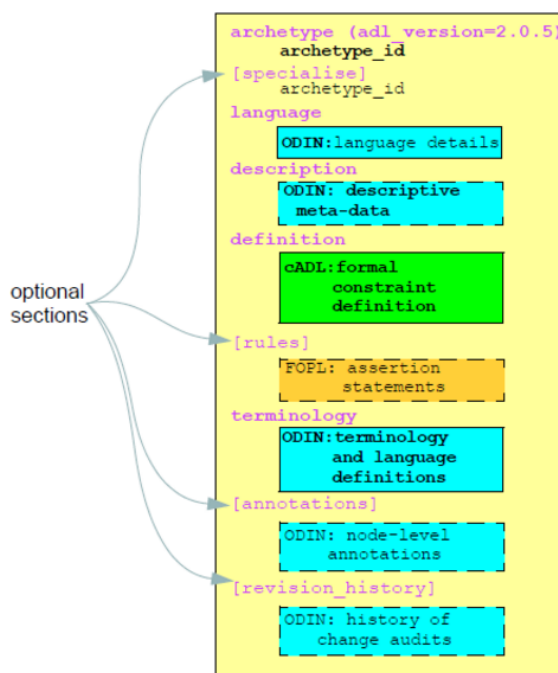 archetype (adl_version=2.0.5)
archetype_id
[specialise]
archetype_id
language
ODIN:language details
description
ODIN: descriptive
meta-data
definition
cADL:formal
constraint
definition
optional
sections
[rules]
FOPL: assertion
statements
terminology
ODIN:terminology
and language
definitions
[annotations]
ODIN: node-level
annotations
[revision_history]
ODIN: history of
change audits